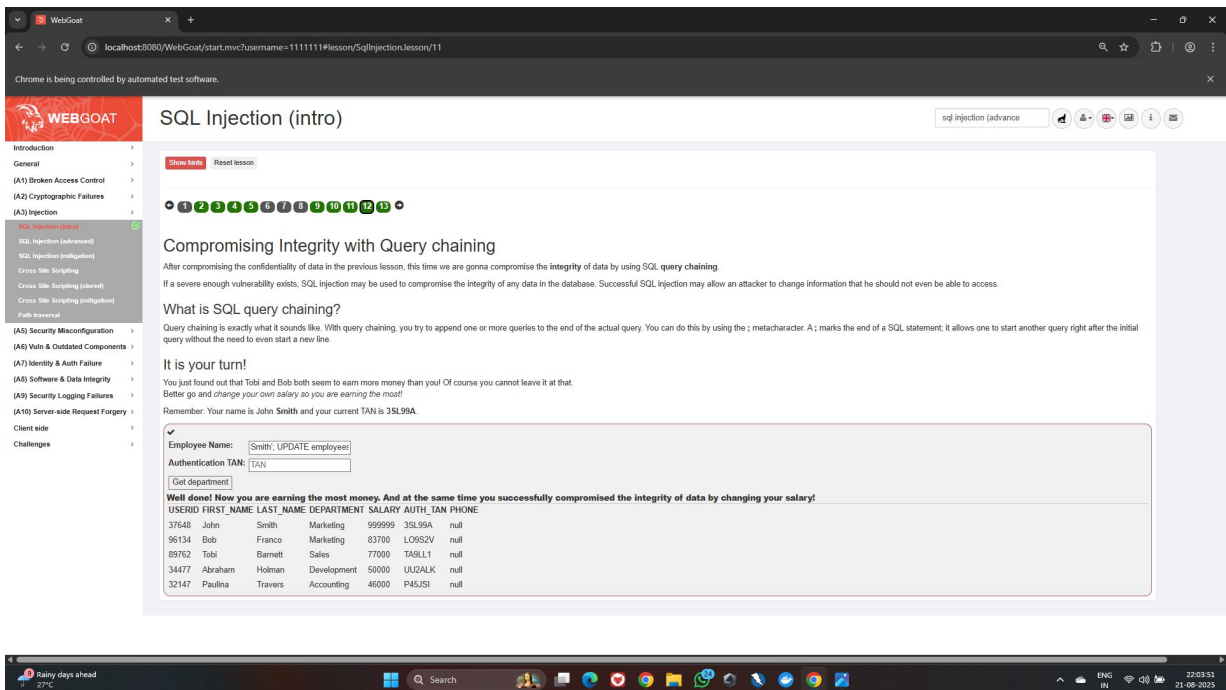 WebGoat
localhost:8080/WebGoat/start.mvc?username=1111111#lesson/SqlInjection.lesson/11
Chrome is being controlled by automated test software.
WEBGOAT
SQL Injection (intro)
sql injection (advance
Introduction
General
(A1) Broken Access Control
(A2) Cryptographic Failures
(A3) Injection
SQL Injection (intro)
SQL Injection (advanced)
SQL Injection (mitigation)
Cross Site Scripting
Cross Site Scripting (stored)
Cross Site Scripting (mitigation)
Path traversal
(A5) Security Misconfiguration
(A6) Vuln & Outdated Components
(A7) Identity & Auth Failure
(A8) Software & Data Integrity
(A9) Security Logging Failures
(A10) Server-side Request Forgery
Client side
Challenges
Show hints Reset lesson
1 2 3 4 5 6 7 8 9 10 11 12 13
Compromising Integrity with Query chaining
After compromising the confidentiality of data in the previous lesson, this time we are gonna compromise the integrity of data by using SQL query chaining.
If a severe enough vulnerability exists, SQL injection may be used to compromise the integrity of any data in the database. Successful SQL injection may allow an attacker to change information that he should not even be able to access.
What is SQL query chaining?
Query chaining is exactly what it sounds like. With query chaining, you try to append one or more queries to the end of the actual query. You can do this by using the ; metacharacter. A ; marks the end of a SQL statement; it allows one to start another query right after the initial
query without the need to even start a new line.
It is your turn!
You just found out that Tobi and Bob both seem to earn more money than you! Of course you cannot leave it at that.
Better go and change your own salary so you are earning the most!
Remember: Your name is John Smith and your current TAN is 3SL99A.
Employee Name: Smith'; UPDATE employees
Authentication TAN: TAN
Get department
Well done! Now you are earning the most money. And at the same time you successfully compromised the integrity of data by changing your salary!
USERID FIRST_NAME LAST_NAME DEPARTMENT SALARY AUTH_TAN PHONE
37648 John Smith Marketing 999999 3SL99A null
96134 Bob Franco Marketing 83700 LO9S2V null
89762 Tobi Barnett Sales 77000 TA9LL1 null
34477 Abraham Holman Development 50000 UU2ALK null
32147 Paulina Travers Accounting 46000 P45JSI null
9
Rainy days ahead
27°C
Search
24
ENG
IN
22:03:51
21-08-2025